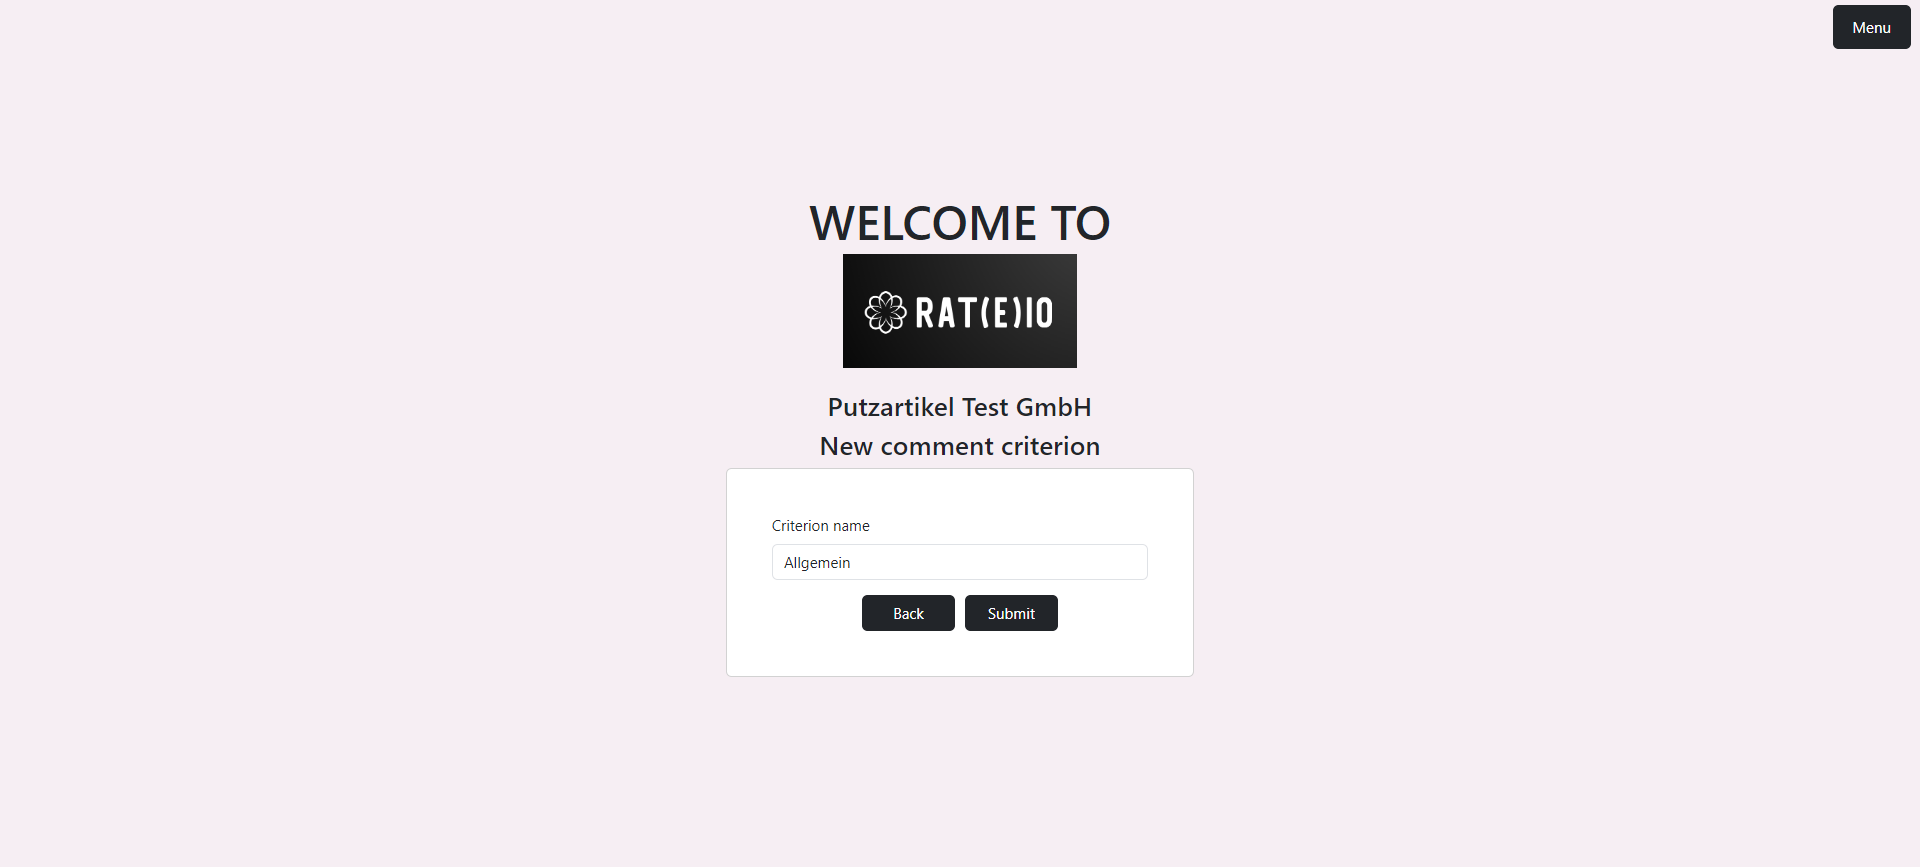 Menu
WELCOME TO
RAT(E)IO
Putzartikel Test GmbH
New comment criterion
Criterion name
Allgemein
Back Submit